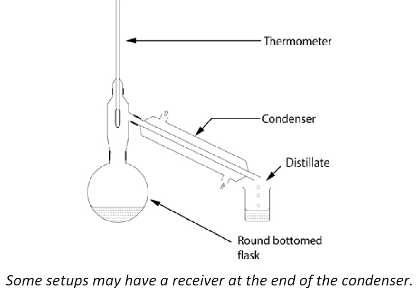 Thermometer
Condenser
Distillate
Round bottomed
flask
Some setups may have a receiver at the end of the condenser.